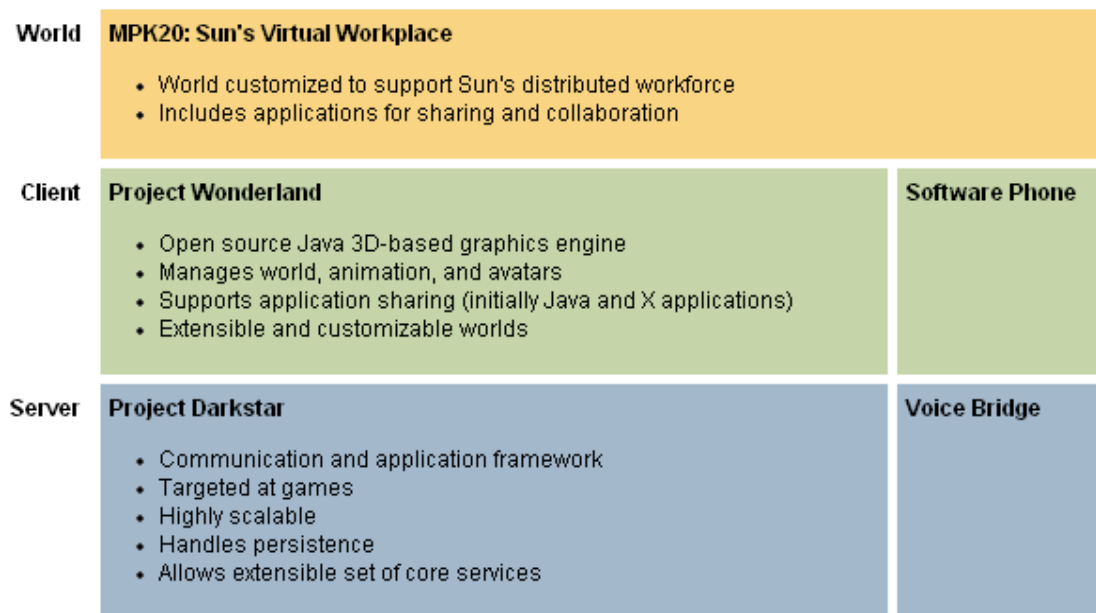 World
MPK20: Sun's Virtual Workplace
• World customized to support Sun's distributed workforce
• Includes applications for sharing and collaboration
Client
Project Wonderland
• Open source Java 3D-based graphics engine
• Manages world, animation, and avatars
• Supports application sharing (initially Java and X applications)
• Extensible and customizable worlds
Software Phone
Server
Project Darkstar
• Communication and application framework
• Targeted at games
• Highly scalable
• Handles persistence
• Allows extensible set of core services
Voice Bridge